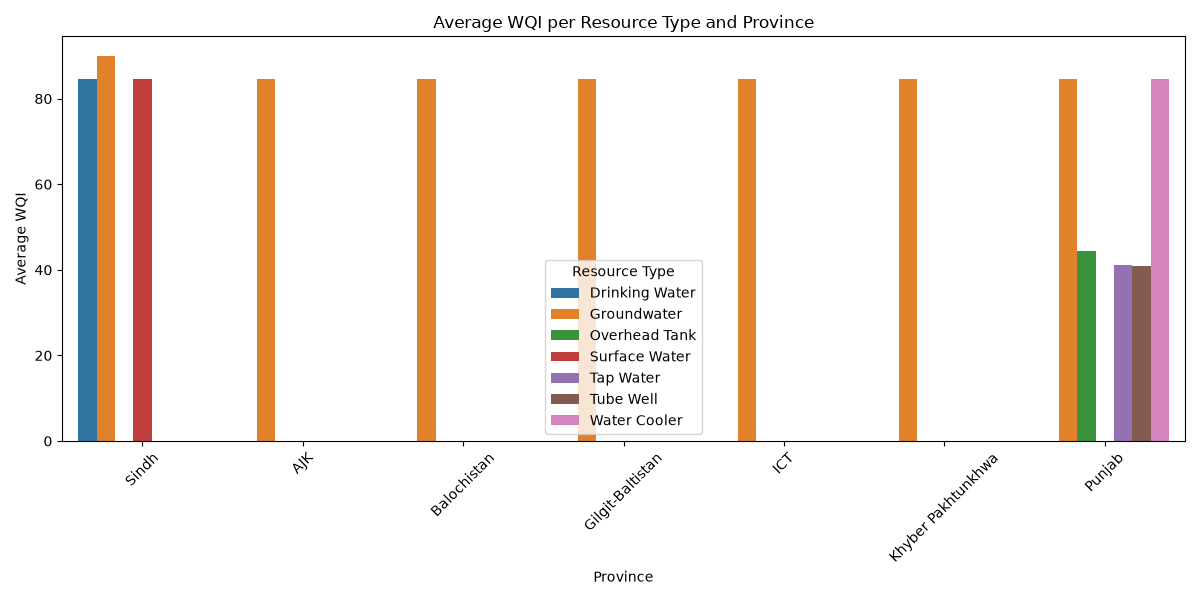 Average WQI per Resource Type and Province
Average WQI
80
60
40
20
0
Resource Type
Drinking Water
Groundwater
Overhead Tank
Surface Water
Tap Water
Tube Well
Water Cooler
Sindh
AJK
Balochistan
Gilgit-Baltistan
ICT
Khyber Pakhtunkhwa
Punjab
Province